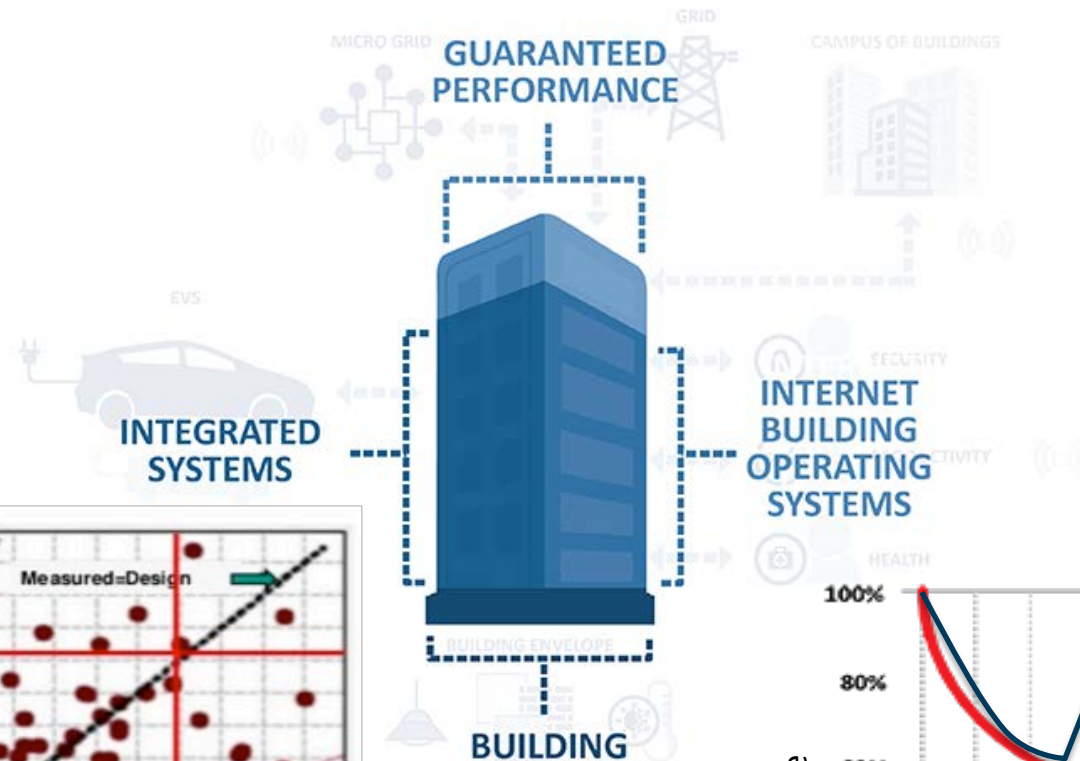 GRID
MICRO GRID
CAMPUS OF BUILDINGS
GUARANTEED
PERFORMANCE
EVS
SECURITY
INTERNET
BUILDING
OPERATING
SYSTEMS
INTEGRATED
SYSTEMS
HEALTH
Measured=Design
100%
80%
BUILDING ENVELOPE
BUILDING